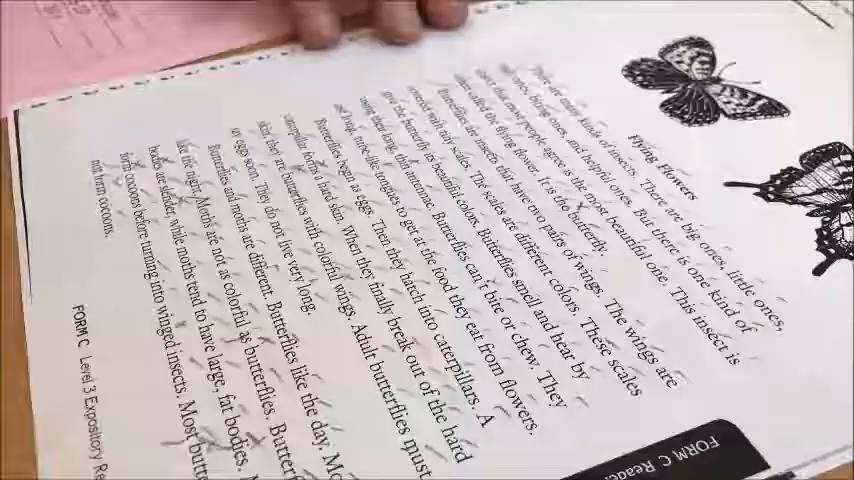 Flying Flowers
There are many kinds of insects. There are big ones, little ones,
ones, biting ones, and helpful ones. But there is one kind of
insect that most people agree is the most beautiful one. This insect is
often called the flying flower. It is the butterfly.
Butterflies are insects that have two pairs of wings. The wings are
covered with tiny scales. The scales are different colors. These scales
give the butterfly its beautiful colors. Butterflies smell and hear by
using their long, thin antennae. Butterflies can't bite or chew. They
use long, tube-like tongues to get at the food they eat from flowers.
Butterflies began as eggs. Then they hatch into caterpillars. A
caterpillar forms a hard skin. When they finally break out of the hard
skin, they are butterflies with colorful wings. Adult butterflies must
eggs soon. They do not live very long.
Butterflies and moths are different. Butterflies like the day.
like the night. Moths are not as colorful as butterflies.
bodies are slender, while moths tend to have large, fat bodies.
form cocoons before turning into winged insects. Most
not form cocoons.
FORM C Level 3 Expository
FORM C Reader